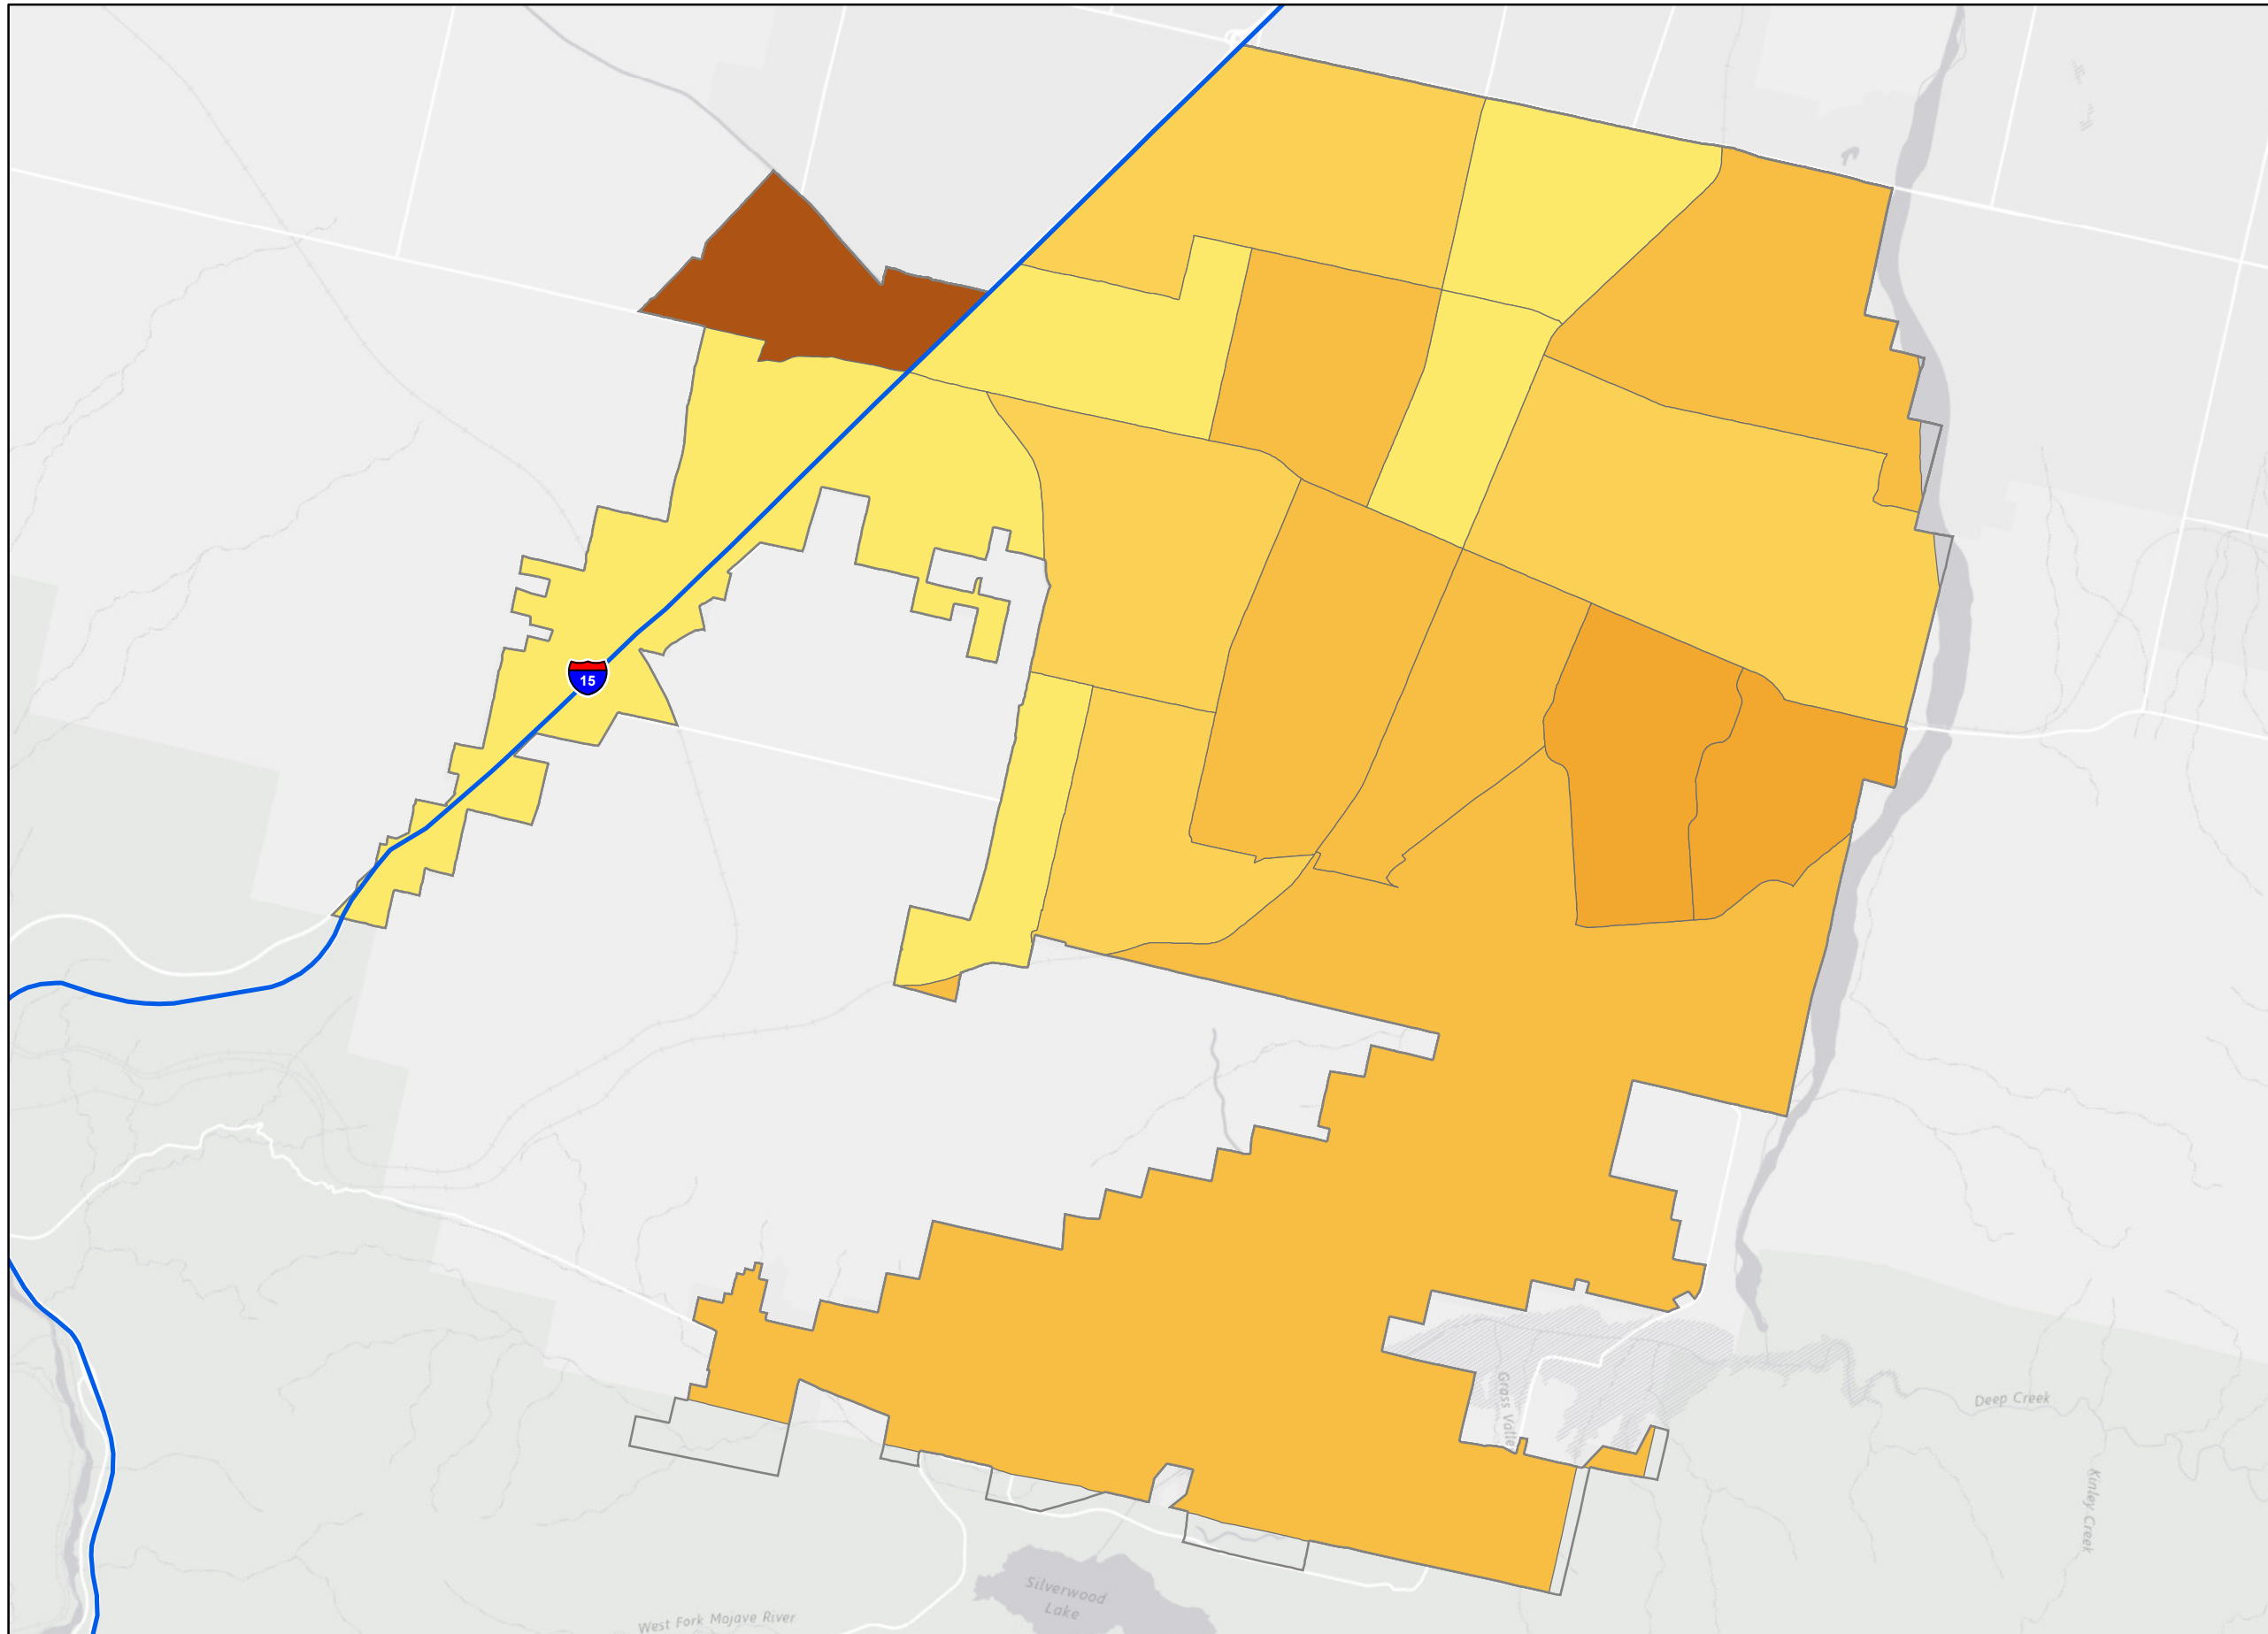 15
Deep Creek
Grass Valle
Kinley Creek
Silverwood
Lake
West Fork Mojave River